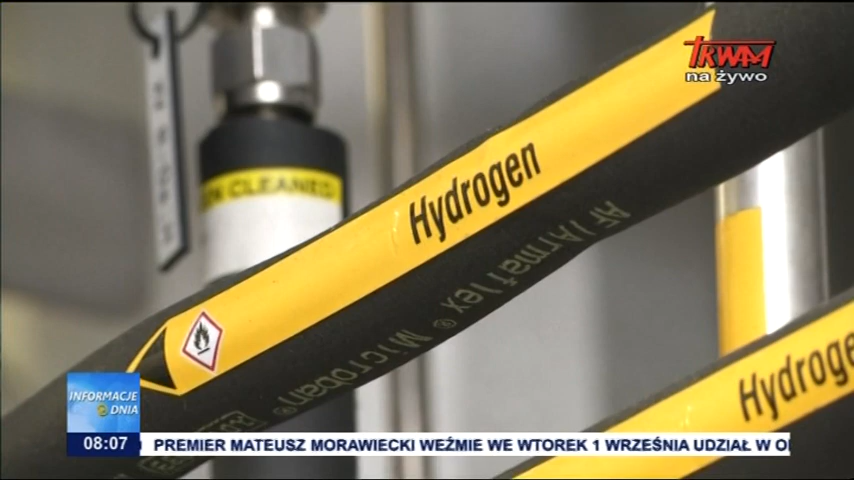 TRWAM
na żywo
Hydrogen
CLEANED
AF/Armaflex® Microban®
Hydrogen
INFORMACJE
DNIA
08:07
PREMIER MATEUSZ MORAWIECKI WEŹMIE WE WTOREK 1 WRZEŚNIA UDZIAŁ W